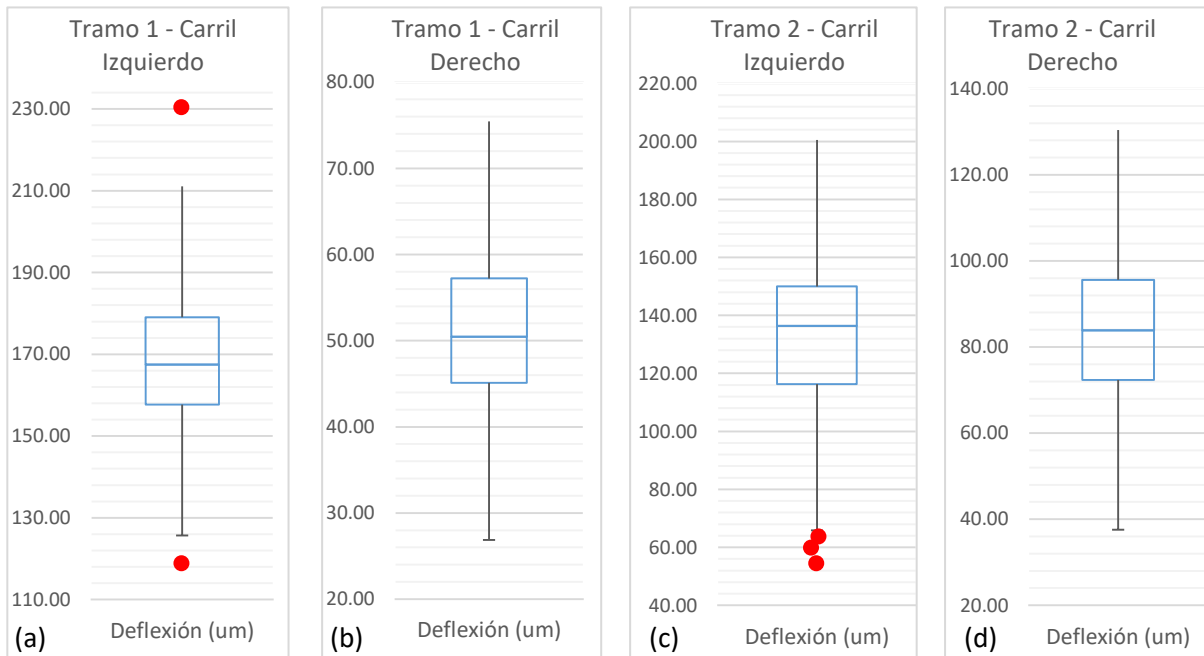 Tramo 1 - Carril
Izquierdo
230.00
210.00
190.00
170.00
150.00
130.00
110.00
(a)
Deflexión (um)
Tramo 1 - Carril
Derecho
80.00
70.00
60.00
50.00
40.00
30.00
20.00
(b)
Deflexión (um)
Tramo 2 - Carril
Izquierdo
220.00
200.00
180.00
160.00
140.00
120.00
100.00
80.00
60.00
40.00
(c)
Deflexión (um)
Tramo 2 - Carril
Derecho
140.00
120.00
100.00
80.00
60.00
40.00
20.00
(d)
Deflexión (um)